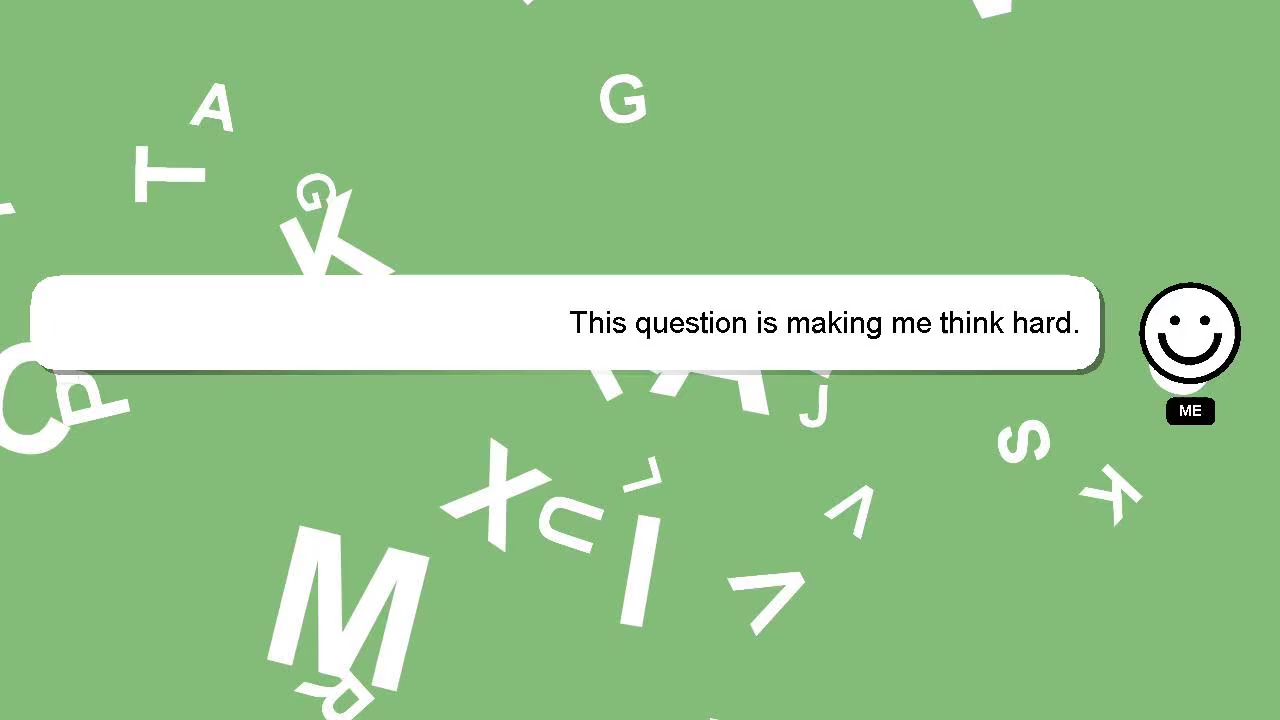 A
G
T
G
K
This question is making me think hard.
C
P
A
J
ME
S
X
L
K
U
I
V
V
M
R